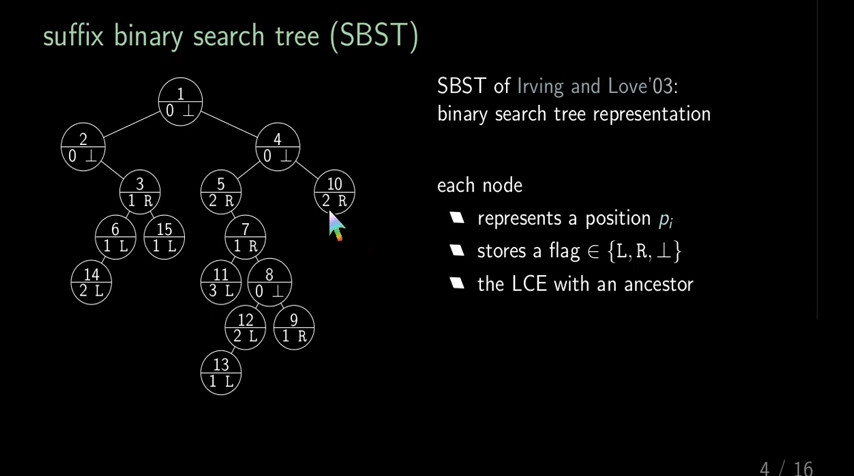 suffix binary search tree (SBST)
1
0 ⊥
2
0 ⊥
4
0 ⊥
3
1 R
5
2 R
10
2 R
6
1 L
15
1 L
7
1 R
14
2 L
11
3 L
8
0 ⊥
12
2 L
9
1 R
13
1 L
SBST of Irving and Love'03:
binary search tree representation
each node
represents a position pᵢ
stores a flag ∈ {L, R, ⊥}
the LCE with an ancestor
4 / 16